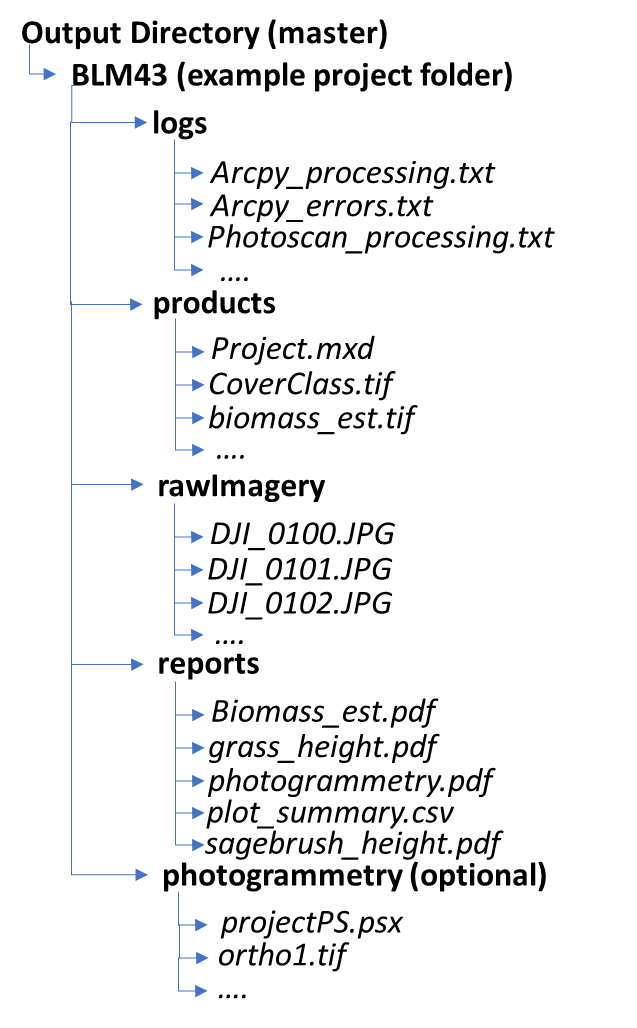 Output Directory (master)
BLM43 (example project folder)
logs
Arcpy_processing.txt
Arcpy_errors.txt
Photoscan_processing.txt
....
products
Project.mxd
CoverClass.tif
biomass_est.tif
....
rawImagery
DJI_0100.JPG
DJI_0101.JPG
DJI_0102.JPG
....
reports
Biomass_est.pdf
grass_height.pdf
photogrammetry.pdf
plot_summary.csv
sagebrush_height.pdf
photogrammetry (optional)
projectPS.psx
ortho1.tif
....